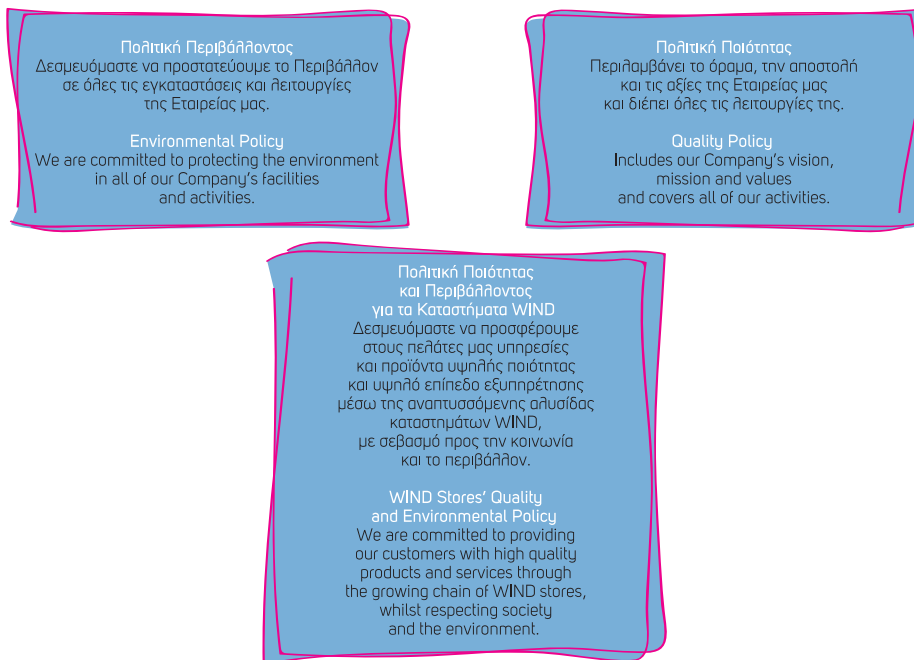 Πολιτική Περιβάλλοντος
Δεσμευόμαστε να προστατεύουμε το Περιβάλλον
σε όλες τις εγκαταστάσεις και λειτουργίες
της Εταιρείας μας.
Environmental Policy
We are committed to protecting the environment
in all of our Company's facilities
and activities.
Πολιτική Ποιότητας
Περιλαμβάνει το όραμα, την αποστολή
και τις αξίες της Εταιρείας μας
και διέπει όλες τις λειτουργίες της.
Quality Policy
Includes our Company's vision,
mission and values
and covers all of our activities.
Πολιτική Ποιότητας
και Περιβάλλοντος
για τα Καταστήματα WIND
Δεσμευόμαστε να προσφέρουμε
στους πελάτες μας υπηρεσίες
και προϊόντα υψηλής ποιότητας
και υψηλό επίπεδο εξυπηρέτησης
μέσω της αναπτυσσόμενης αλυσίδας
καταστημάτων WIND,
με σεβασμό προς την κοινωνία
και το περιβάλλον.
WIND Stores' Quality
and Environmental Policy
We are committed to providing
our customers with high quality
products and services through
the growing chain of WIND stores,
whilst respecting society
and the environment.